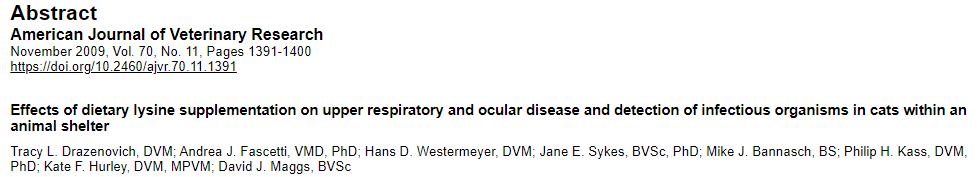 Abstract
American Journal of Veterinary Research
November 2009, Vol. 70, No. 11, Pages 1391-1400
https://doi.org/10.2460/ajvr.70.11.1391
Effects of dietary lysine supplementation on upper respiratory and ocular disease and detection of infectious organisms in cats within an
animal shelter
Tracy L. Drazenovich, DVM; Andrea J. Fascetti, VMD, PhD; Hans D. Westermeyer, DVM; Jane E. Sykes, BVSc, PhD; Mike J. Bannasch, BS; Philip H. Kass, DVM,
PhD; Kate F. Hurley, DVM, MPVM; David J. Maggs, BVSc